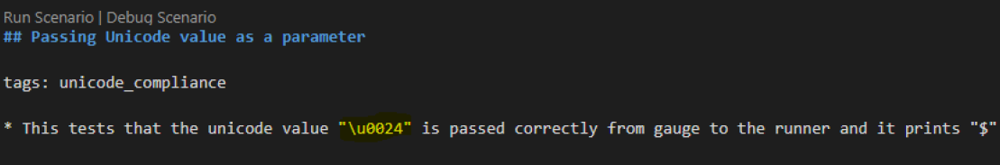 Run Scenario | Debug Scenario
## Passing Unicode value as a parameter
tags: unicode_compliance
* This tests that the unicode value "\u0024" is passed correctly from gauge to the runner and it prints "$"